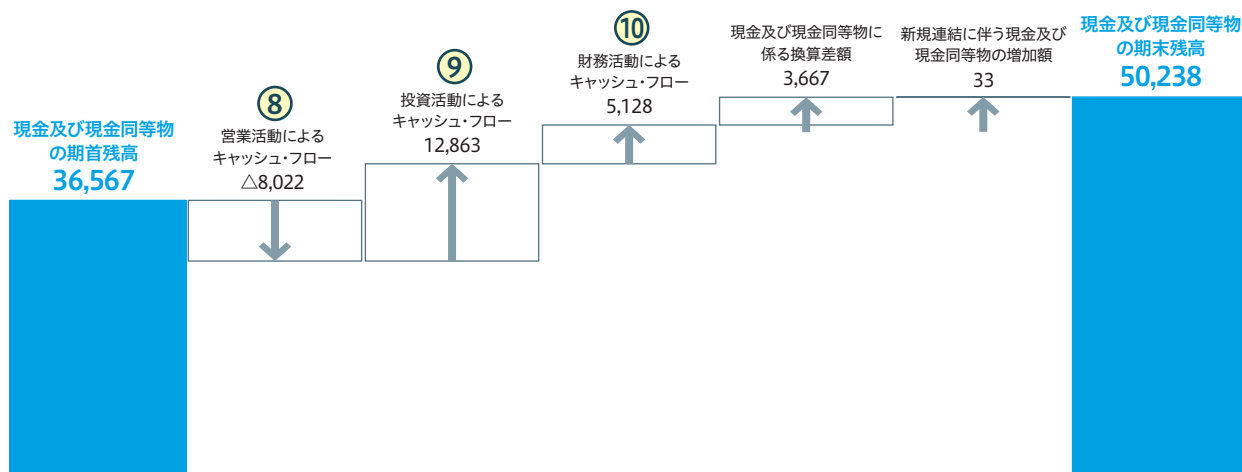 現金及び現金同等物
の期首残高
36,567
⑧
営業活動による
キャッシュ・フロー
△8,022
⑨
投資活動による
キャッシュ・フロー
12,863
⑩
財務活動による
キャッシュ・フロー
5,128
現金及び現金同等物に
係る換算差額
3,667
新規連結に伴う現金及び
現金同等物の増加額
33
現金及び現金同等物
の期末残高
50,238